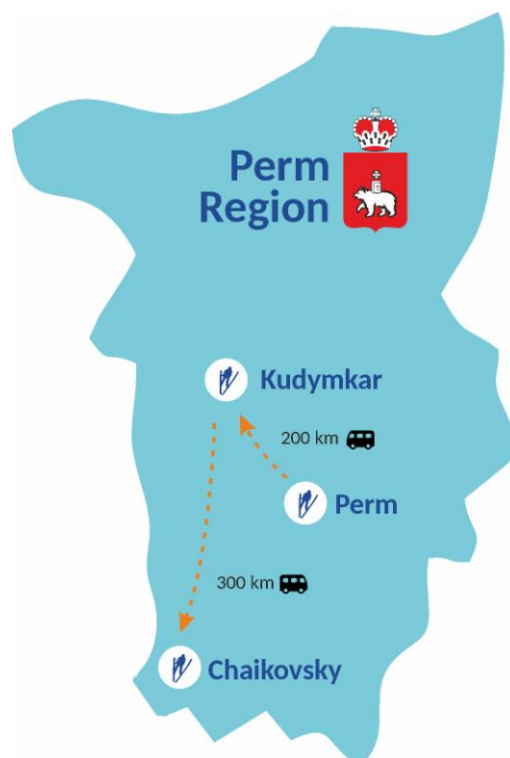 Perm
Region
Kudymkar
200 km
Perm
300 km
Chaikovsky